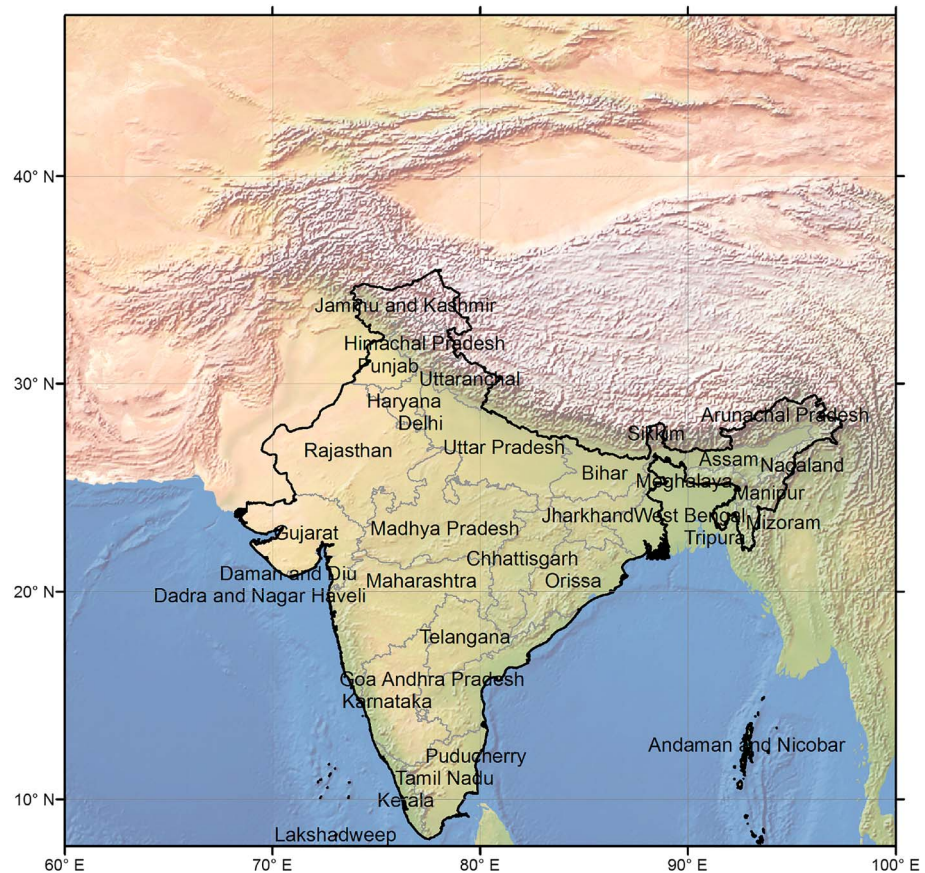 40° N
Jammu and Kashmir
Himachal Pradesh
Punjab
30° N
Uttaranchal
Haryana
Arunachal Pradesh
Delhi
Sikkim
Rajasthan
Uttar Pradesh
Assam
Nagaland
Bihar
Meghalaya
Manipur
Jharkhand
West Bengal
Mizoram
Gujarat
Madhya Pradesh
Tripura
Chhattisgarh
Daman and Diu
Maharashtra
Orissa
20° N
Dadra and Nagar Haveli
Telangana
Goa
Andhra Pradesh
Karnataka
Andaman and Nicobar
Puducherry
Tamil Nadu
10° N
Kerala
Lakshadweep
60° E
70° E
80° E
90° E
100° E